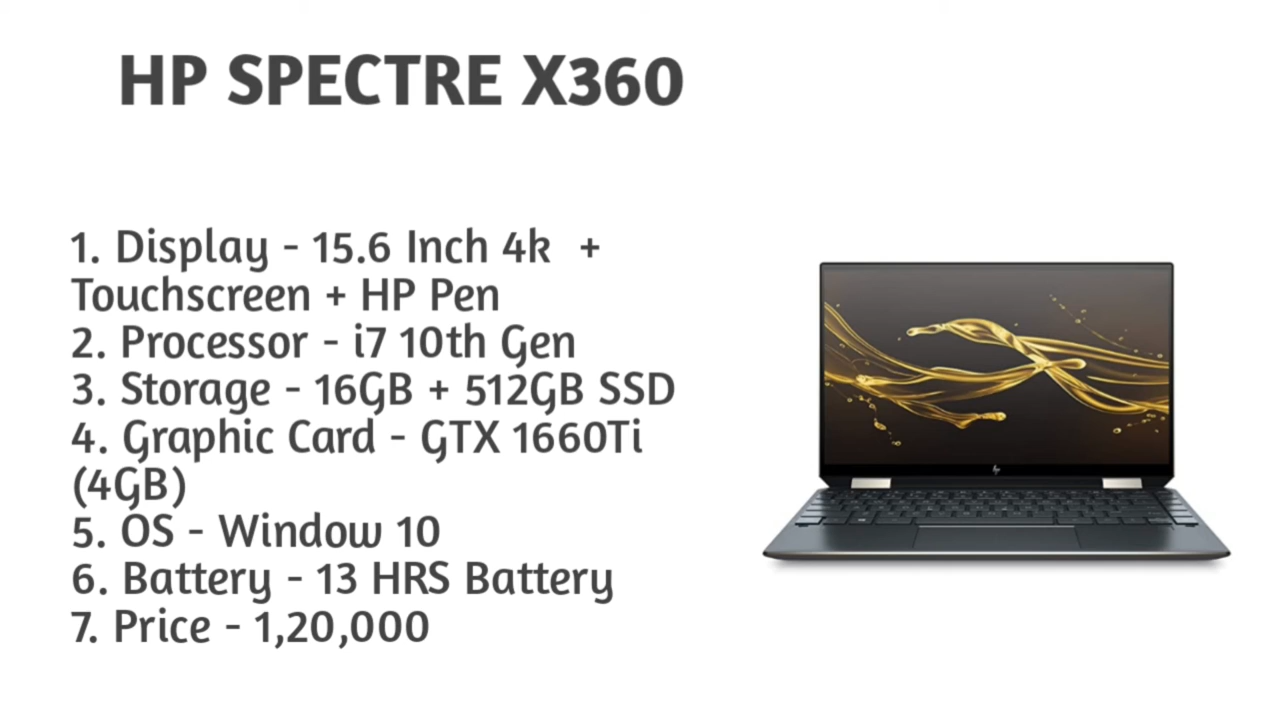 HP SPECTRE X360
1. Display - 15.6 Inch 4k +
Touchscreen + HP Pen
2. Processor - i7 10th Gen
3. Storage - 16GB + 512GB SSD
4. Graphic Card - GTX 1660Ti
(4GB)
5. OS - Window 10
6. Battery - 13 HRS Battery
7. Price - 1,20,000
hp